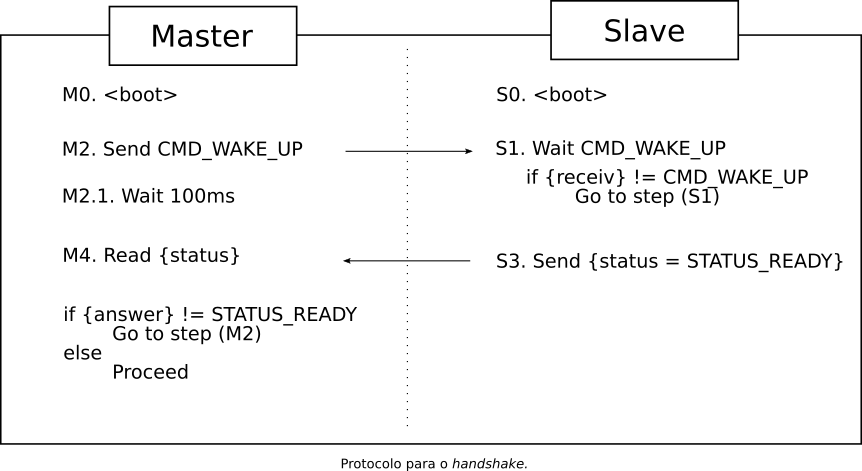 Master
Slave
M0. <boot>
S0. <boot>
M2. Send CMD_WAKE_UP
S1. Wait CMD_WAKE_UP
if {receiv} != CMD_WAKE_UP
Go to step (S1)
M2.1. Wait 100ms
M4. Read {status}
S3. Send {status = STATUS_READY}
if {answer} != STATUS_READY
Go to step (M2)
else
Proceed
Protocolo para o handshake.